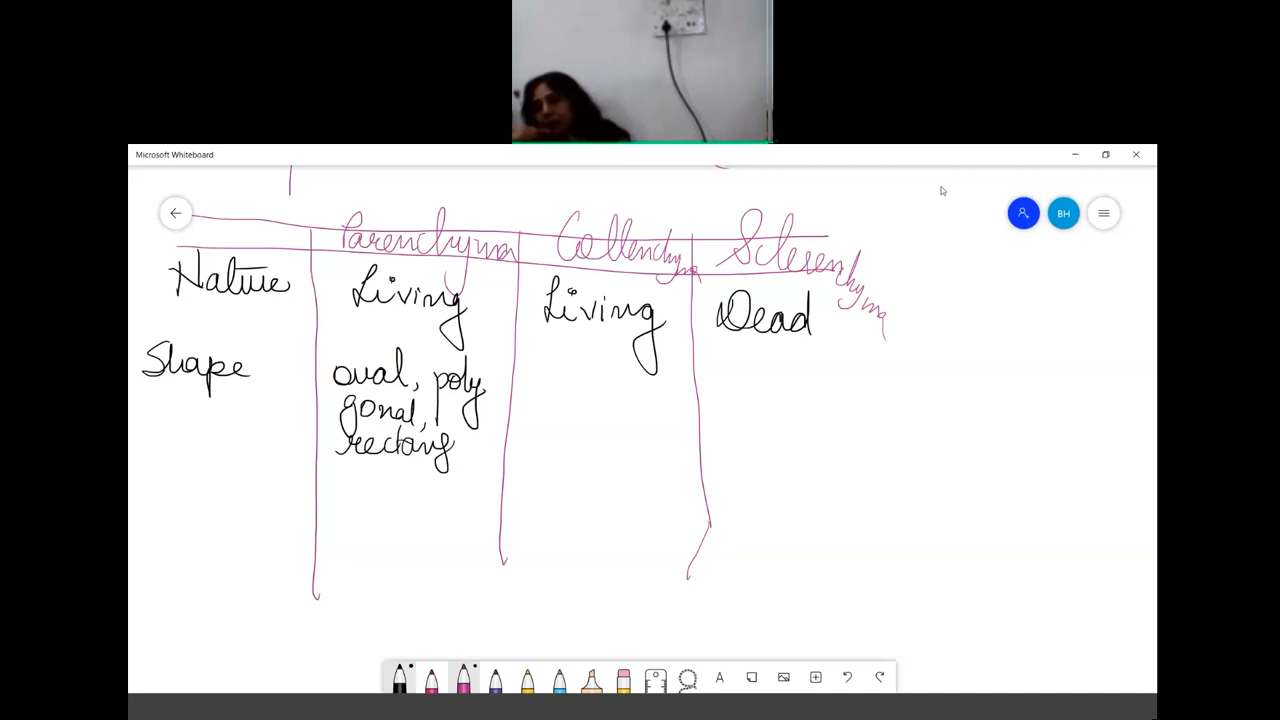 Microsoft Whiteboard
BH
Parenchyma Collenchyma Sclerenchyma
Nature Living Living Dead
Shape oval, poly
gonal,
rectang
A